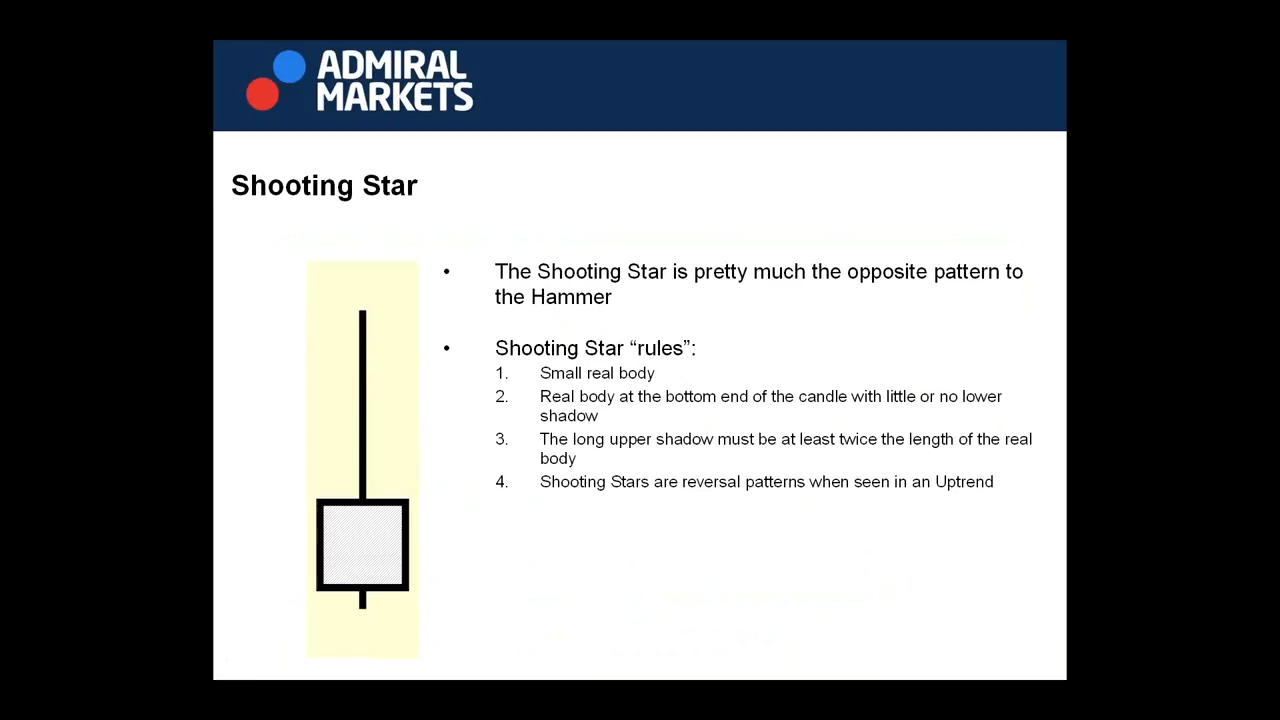 ADMIRAL
MARKETS
Shooting Star
• The Shooting Star is pretty much the opposite pattern to
the Hammer
• Shooting Star “rules”:
1. Small real body
2. Real body at the bottom end of the candle with little or no lower
shadow
3. The long upper shadow must be at least twice the length of the real
body
4. Shooting Stars are reversal patterns when seen in an Uptrend